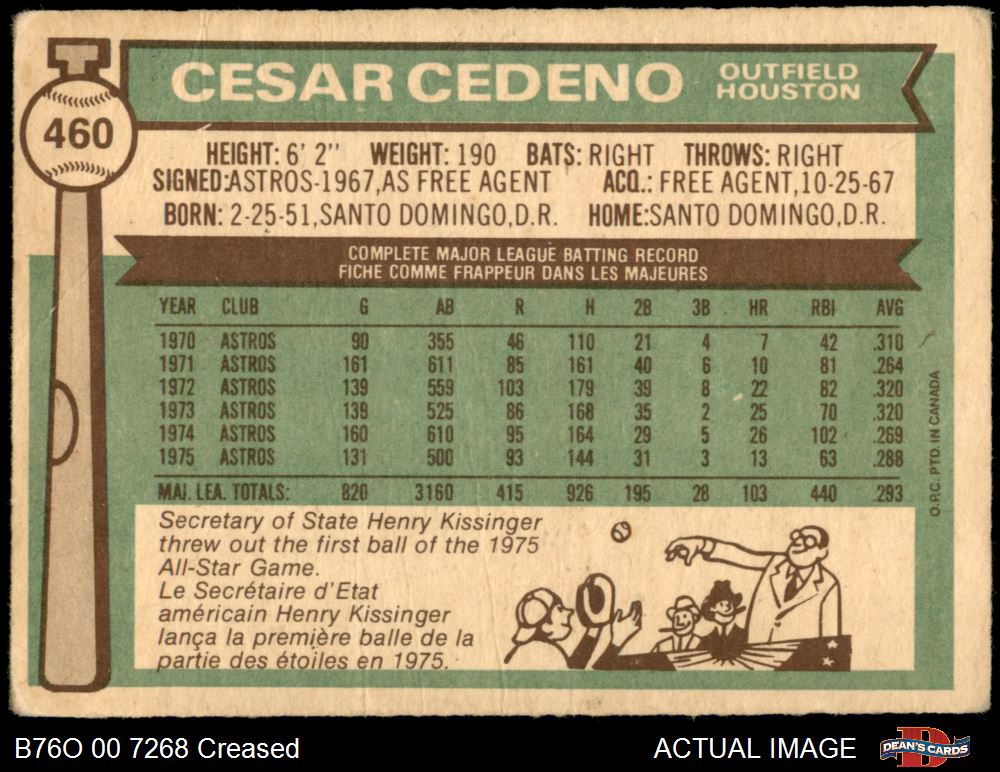 460
CESAR CEDENO
OUTFIELD
HOUSTON
HEIGHT: 6' 2" WEIGHT: 190 BATS: RIGHT THROWS: RIGHT
SIGNED:ASTROS-1967,AS FREE AGENT ACQ.: FREE AGENT,10-25-67
BORN: 2-25-51,SANTO DOMINGO,D.R. HOME:SANTO DOMINGO,D.R.
COMPLETE MAJOR LEAGUE BATTING RECORD
FICHE COMME FRAPPEUR DANS LES MAJEURES
YEAR CLUB G AB R H 2B 3B HR RBI AVG
1970 ASTROS 90 355 46 110 21 4 7 42 .310
1971 ASTROS 161 611 85 161 40 6 10 81 .264
1972 ASTROS 139 559 103 179 39 8 22 82 .320
1973 ASTROS 139 525 86 168 35 2 25 70 .320
1974 ASTROS 160 610 95 164 29 5 26 102 .269
1975 ASTROS 131 500 93 144 31 3 13 63 .288
MAJ. LEA. TOTALS: 820 3160 415 926 195 28 103 440 .293
O.P.C. PTD. IN CANADA
Secretary of State Henry Kissinger
threw out the first ball of the 1975
All-Star Game.
Le Secrétaire d'Etat
américain Henry Kissinger
lança la première balle de la
partie des étoiles en 1975.
B76O 00 7268 Creased
ACTUAL IMAGE
DEAN'S CARDS